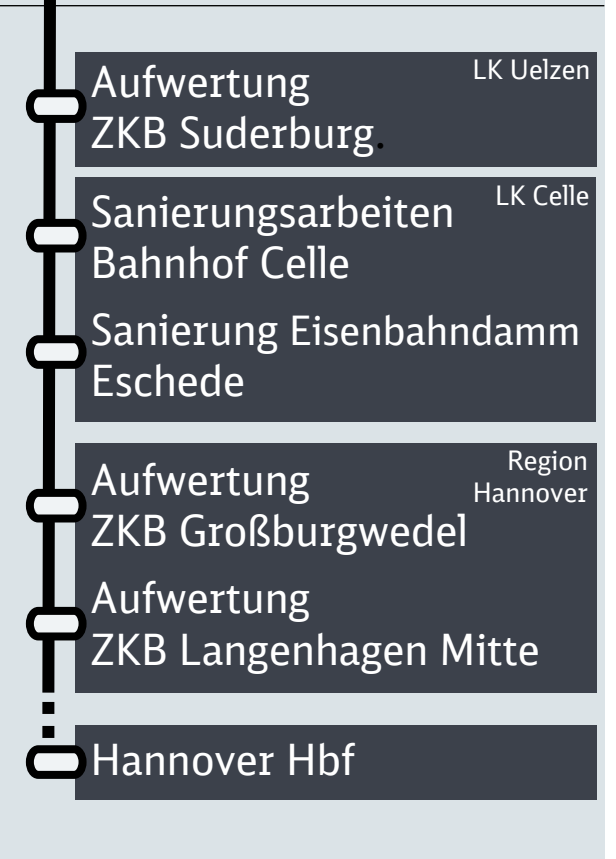 LK Uelzen
Aufwertung
ZKB Suderburg.
LK Celle
Sanierungsarbeiten
Bahnhof Celle
Sanierung Eisenbahndamm
Eschede
Region
Hannover
Aufwertung
ZKB Großburgwedel
Aufwertung
ZKB Langenhagen Mitte
Hannover Hbf